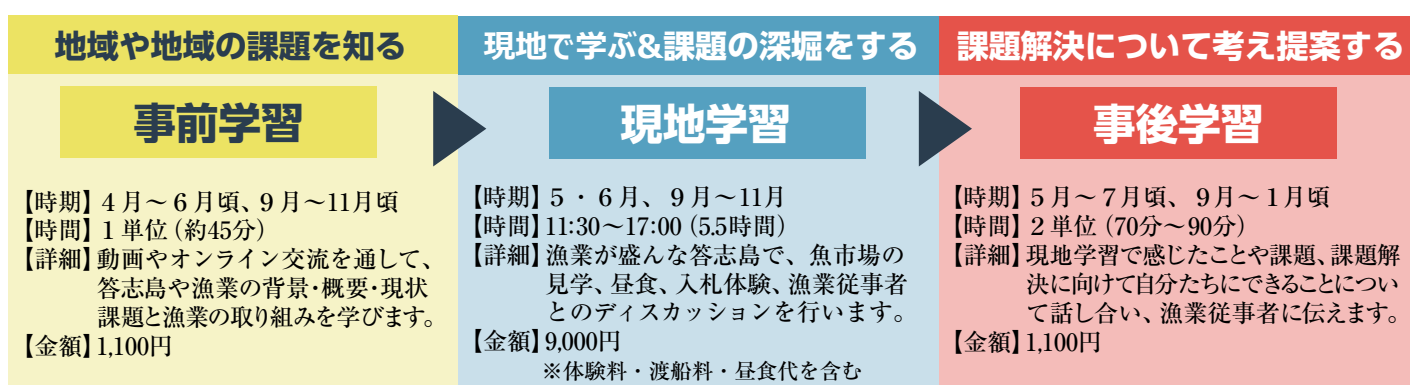 地域や地域の課題を知る
事前学習
【時期】４月～６月頃、９月～11月頃
【時間】１単位（約45分）
【詳細】動画やオンライン交流を通して、
答志島や漁業の背景・概要・現状
課題と漁業の取り組みを学びます。
【金額】1,100円
現地で学ぶ&課題の深堀をする
現地学習
【時期】５・６月、９月～11月
【時間】11:30～17:00（5.5時間）
【詳細】漁業が盛んな答志島で、魚市場の
見学、昼食、入札体験、漁業従事者
とのディスカッションを行います。
【金額】9,000円
※体験料・渡船料・昼食代を含む
課題解決について考え提案する
事後学習
【時期】５月～７月頃、９月～１月頃
【時間】２単位（70分～90分）
【詳細】現地学習で感じたことや課題、課題解
決に向けて自分たちにできることについ
て話し合い、漁業従事者に伝えます。
【金額】1,100円